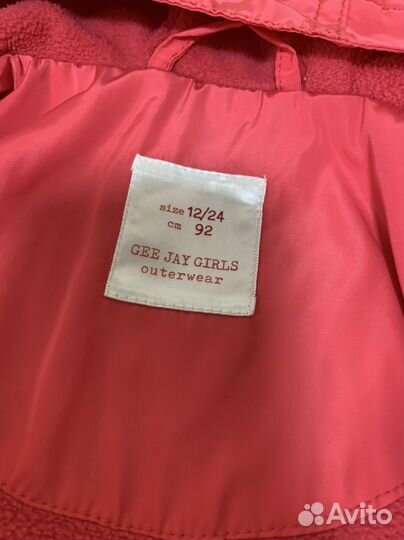 size 12/24
cm 92
GEE JAY GIRLS
outerwear
Avito